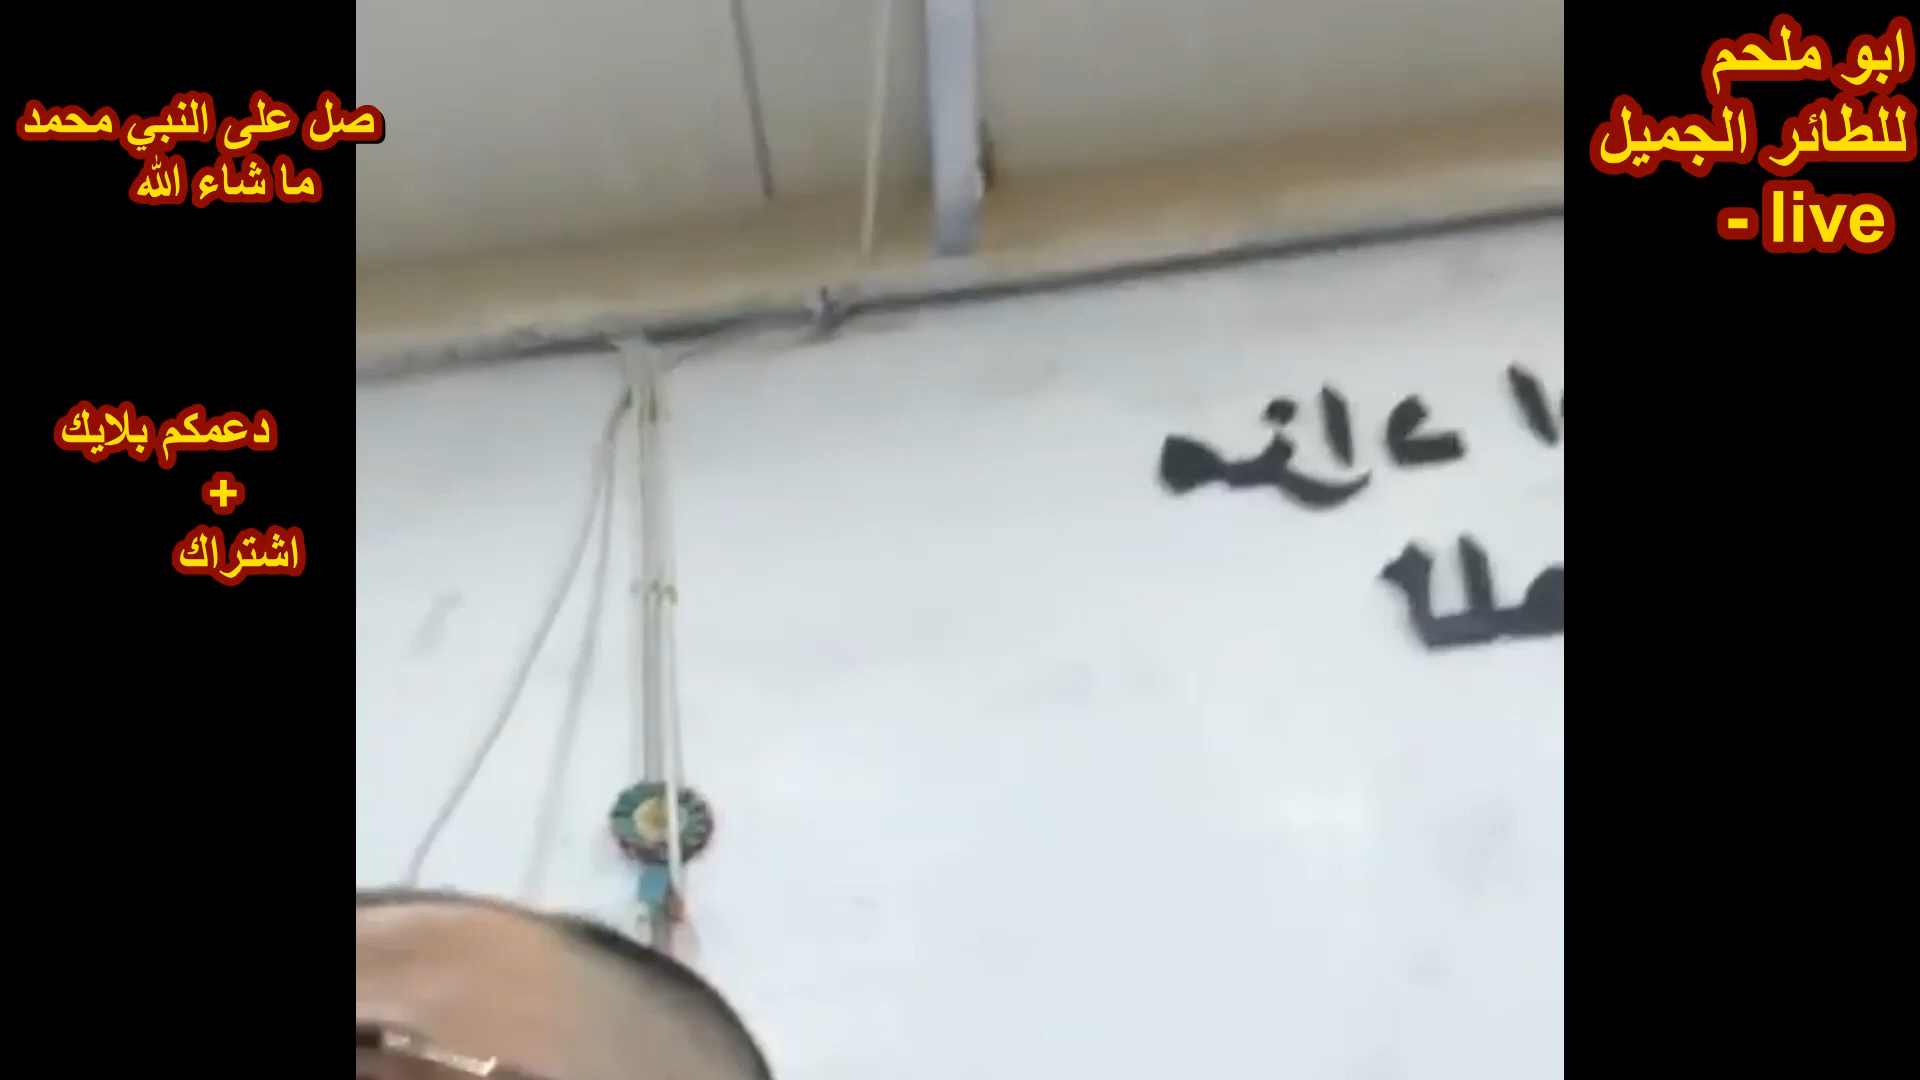 صل على النبي محمد
ما شاء الله
دعمكم بلايك
+
اشتراك
ابو ملحم
للطائر الجميل
- live